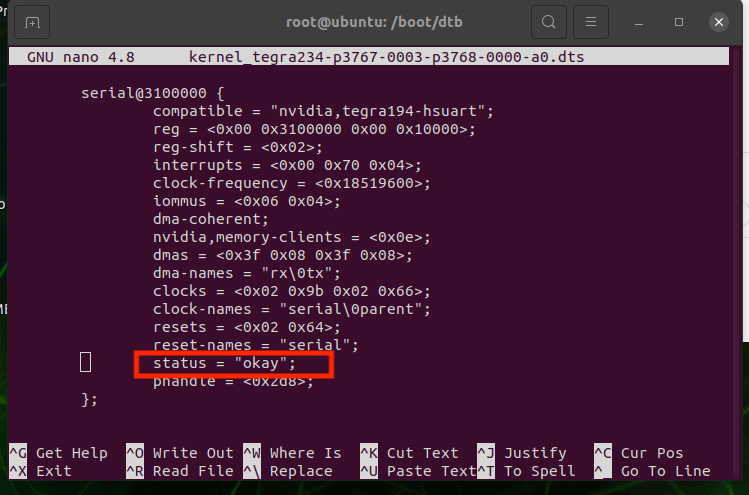 root@ubuntu: /boot/dtb
GNU nano 4.8 kernel_tegra234-p3767-0003-p3768-0000-a0.dts
serial@3100000 {
compatible = "nvidia,tegra194-hsuart";
reg = <0x00 0x3100000 0x00 0x10000>;
reg-shift = <0x02>;
interrupts = <0x00 0x70 0x04>;
clock-frequency = <0x18519600>;
iommus = <0x06 0x04>;
dma-coherent;
nvidia,memory-clients = <0x0e>;
dmas = <0x3f 0x08 0x3f 0x08>;
dma-names = "rx\0tx";
clocks = <0x02 0x9b 0x02 0x66>;
clock-names = "serial\0parent";
resets = <0x02 0x64>;
reset-names = "serial";
status = "okay";
phandle = <0x2d8>;
};
^G Get Help ^O Write Out ^W Where Is ^K Cut Text ^J Justify ^C Cur Pos
^X Exit ^R Read File ^\ Replace ^U Paste Text ^T To Spell ^_ Go To Line